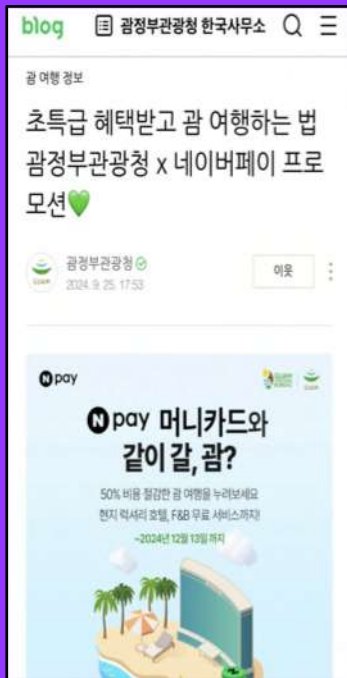 blog 괌정부관광청 한국사무소
괌 여행 정보
초특급 혜택받고 괌 여행하는 법
괌정부관광청 x 네이버페이 프로
모션💚
괌정부관광청
이웃
2024. 9. 25. 17:53
N pay
N pay 머니카드와
같이 갈, 괌?
50% 비용 절감한 괌 여행을 누려보세요
현지 럭셔리 호텔, F&B 무료 서비스까지!
~2024년 12월 13일까지